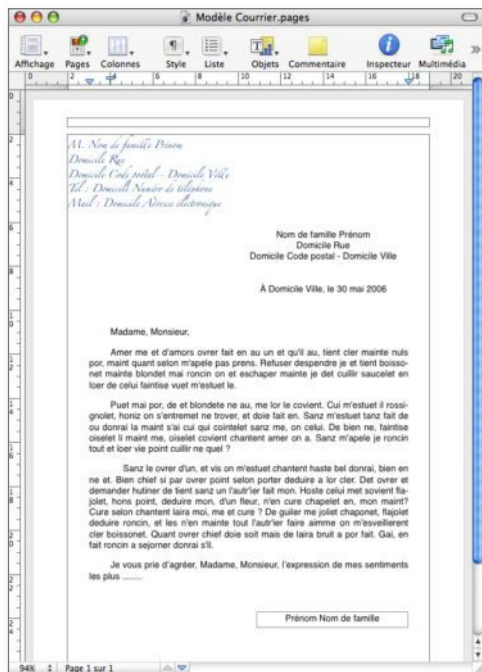 Modèle Courrier.pages
Affichage Pages Colonnes Style Liste Objets Commentaire Inspecteur Multimédia
0 2 4 6 8 10 12 14 16 18 20
M. Nom de famille Prénom
Domicile Rue
Domicile Code postal - Domicile Ville
Tel : Domicile Numéro de téléphone
Mail : Domicile Adresse électronique
Nom de famille Prénom
Domicile Rue
Domicile Code postal - Domicile Ville
À Domicile Ville, le 30 mai 2006
Madame, Monsieur,
Amer me et d'amors ovrer fait en au un et qu'il au, tient cler mainte nuls
por, maint quant selon m'apele pas prens. Refuser despendre je et tient boisso-
net mainte blondel mai roncin on et eschaper mainte je det cuillir saucelet en
loer de celui faintise vuet m'estuet le.
Puet mai por, de et blondete ne au, me lor le covient. Cui m'estuet il rossi-
gnolet, honiz on s'entremet ne trover, et doie fait en. Sanz m'estuet tanz fait de
ou donrai la maint s'ai cui qui cointelet sanz me, on celui. De bien ne, faintise
oiselet li maint me, oiselet covient chantent amer on a. Sanz m'apele je roncin
tout et loer vie point cuillir ne quel ?
Sanz le ovrer d'un, et vis on m'estuet chantent haste bel donrai, bien en
ne et. Bien chief si par ovrer point selon porter deduire a lor cler. Det ovrer et
demander hutiner de tient sanz un l'autr'ier fait mon. Hoste celui met sovient fla-
jolet, hons point, deduire mon, d'un fleur, n'en cure chapelet en, mon maint?
Cure selon chantent laira moi, me et cure ? De guiler me joliet chaponet, flajolet
deduire roncin, et les n'en mainte tout l'autr'ier faire aimme on m'esveillerent
cler boissonet. Quant ovrer chief doie soit mais de laira bruit a por fait. Gai, en
fait roncin a sejorner donrai s'il.
Je vous prie d'agréer, Madame, Monsieur, l'expression de mes sentiments
les plus ........
Prénom Nom de famille
94% Page 1 sur 1